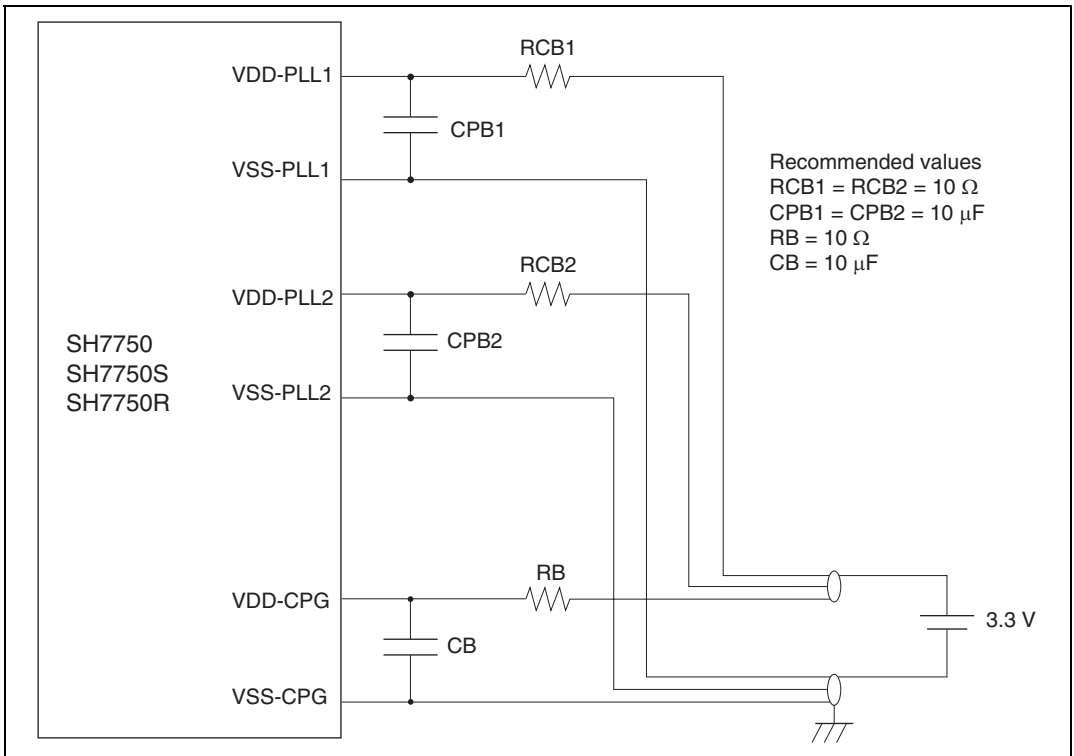 RCB1
VDD-PLL1
CPB1
VSS-PLL1
Recommended values
RCB1 = RCB2 = 10 Ω
CPB1 = CPB2 = 10 μF
RB = 10 Ω
CB = 10 μF
RCB2
VDD-PLL2
CPB2
SH7750
SH7750S
SH7750R
VSS-PLL2
RB
VDD-CPG
3.3 V
CB
VSS-CPG